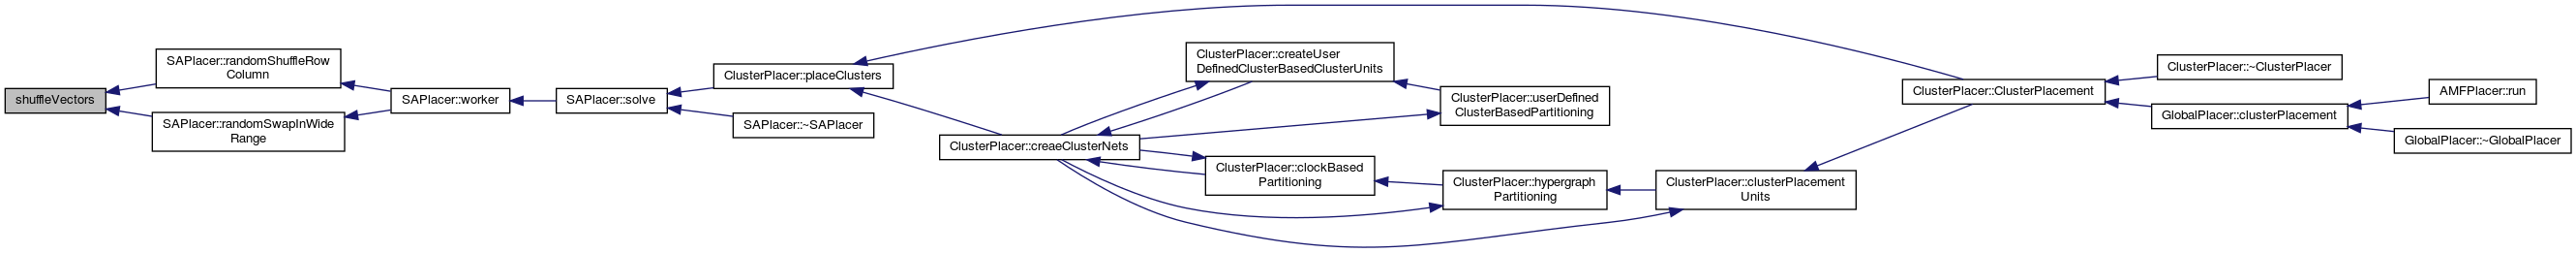 shuffleVectors
SAPlacer::randomShuffleRow
Column
SAPlacer::randomSwapInWide
Range
SAPlacer::worker
SAPlacer::solve
ClusterPlacer::placeClusters
SAPlacer::~SAPlacer
ClusterPlacer::creaeClusterNets
ClusterPlacer::createUser
DefinedClusterBasedClusterUnits
ClusterPlacer::clockBased
Partitioning
ClusterPlacer::userDefined
ClusterBasedPartitioning
ClusterPlacer::hypergraph
Partitioning
ClusterPlacer::clusterPlacement
Units
ClusterPlacer::ClusterPlacement
ClusterPlacer::~ClusterPlacer
GlobalPlacer::clusterPlacement
AMFPlacer::run
GlobalPlacer::~GlobalPlacer